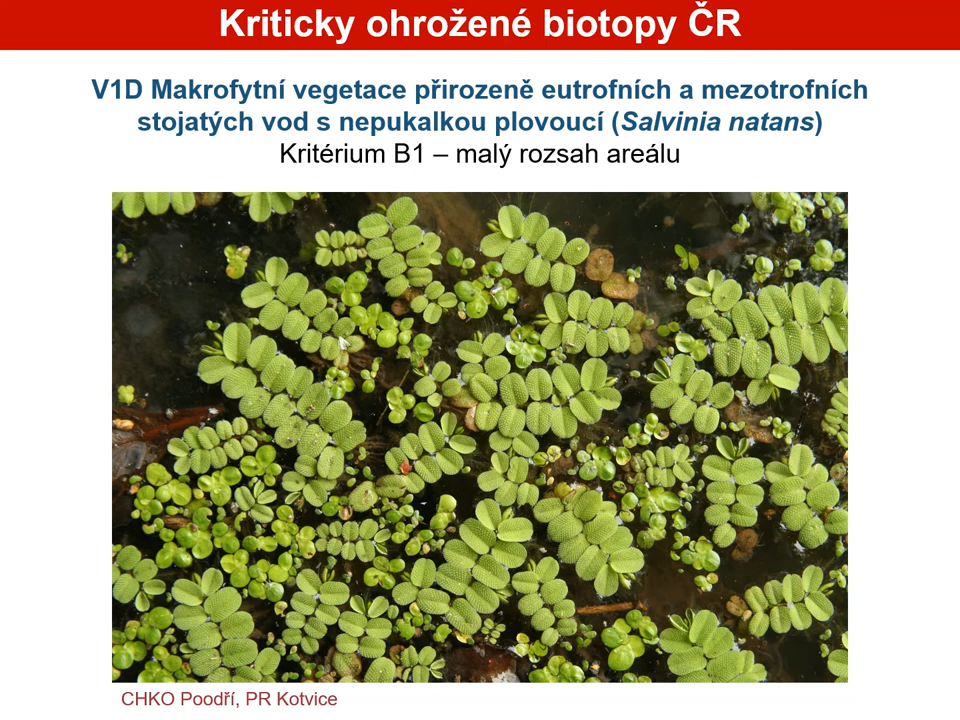 Kriticky ohrožené biotopy ČR
V1D Makrofytní vegetace přirozeně eutrofních a mezotrofních
stojatých vod s nepukalkou plovoucí (Salvinia natans)
Kritérium B1 – malý rozsah areálu
CHKO Poodří, PR Kotvice